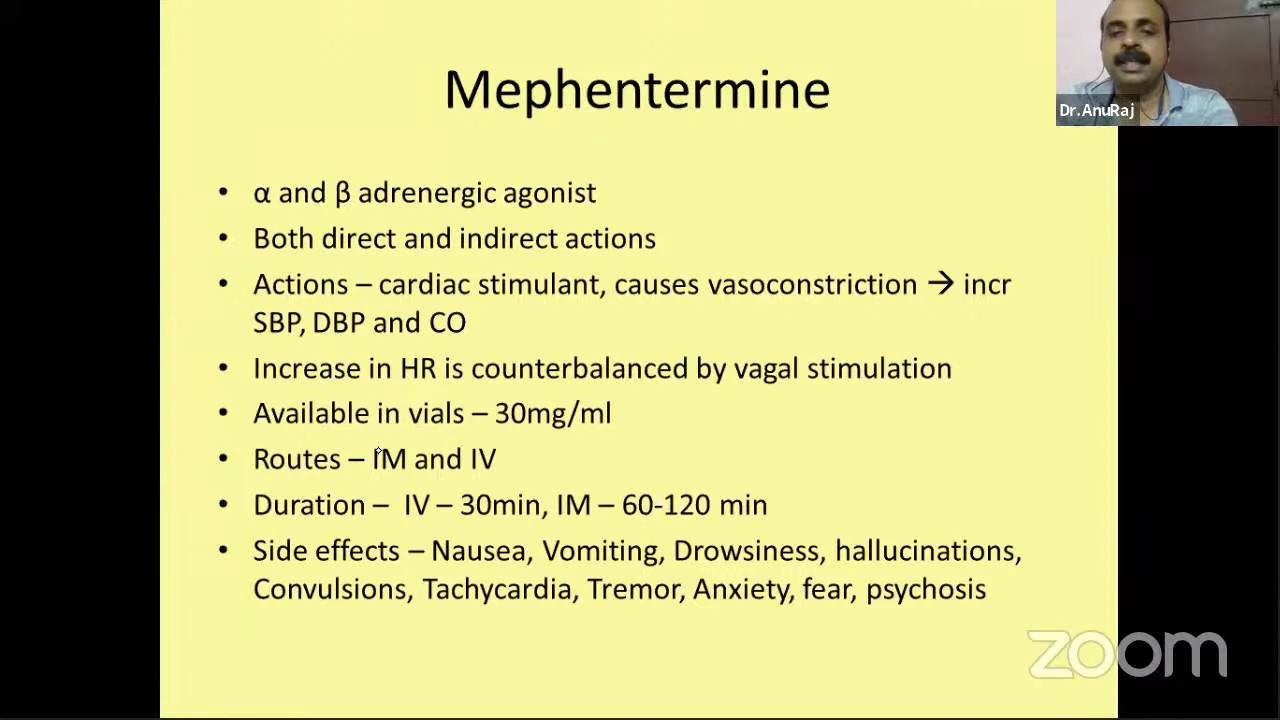 Mephentermine
Dr.AnuRaj
• α and β adrenergic agonist
• Both direct and indirect actions
• Actions – cardiac stimulant, causes vasoconstriction → incr
SBP, DBP and CO
• Increase in HR is counterbalanced by vagal stimulation
• Available in vials – 30mg/ml
• Routes – IM and IV
• Duration – IV – 30min, IM – 60-120 min
• Side effects – Nausea, Vomiting, Drowsiness, hallucinations,
Convulsions, Tachycardia, Tremor, Anxiety, fear, psychosis
zoom